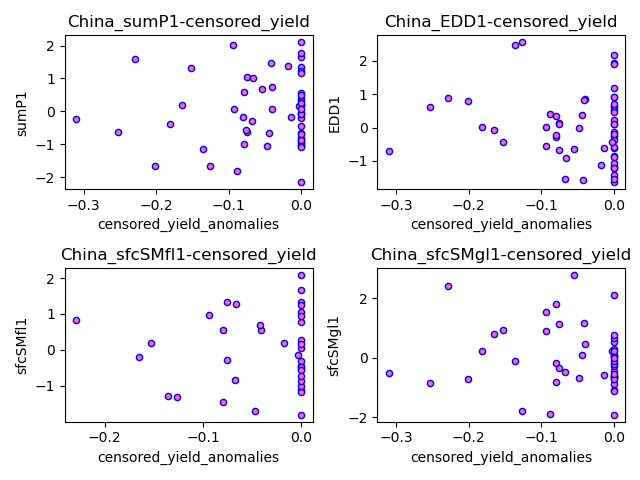 China_sumP1-censored_yield
China_EDD1-censored_yield
2
1
0
−1
−2
sumP1
−0.3
−0.2
−0.1
0.0
censored_yield_anomalies
2
1
0
−1
EDD1
−0.3
−0.2
−0.1
0.0
censored_yield_anomalies
China_sfcSMfl1-censored_yield
China_sfcSMgl1-censored_yield
2
1
0
−1
sfcSMfl1
−0.2
−0.1
0.0
censored_yield_anomalies
2
0
−2
sfcSMgl1
−0.3
−0.2
−0.1
0.0
censored_yield_anomalies